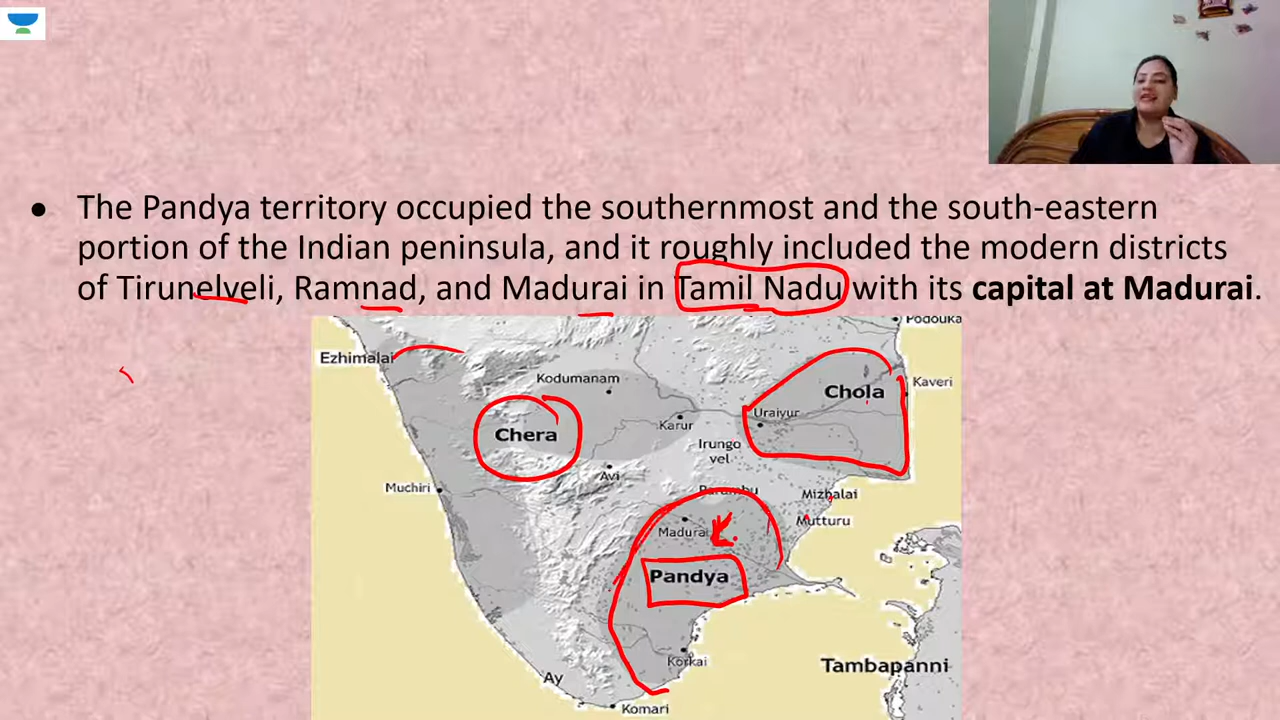 ● The Pandya territory occupied the southernmost and the south-eastern
portion of the Indian peninsula, and it roughly included the modern districts
of Tirunelveli, Ramnad, and Madurai in Tamil Nadu with its capital at Madurai.
Podouka
Ezhimalai
Kodumanam
Chola
Kaveri
Uraiyur
Karur
Chera
Irungo
vel
Avi
Muchiri
Parambu
Mizhalai
Mutturu
Madurai
Pandya
Korkai
Tambapanni
Ay
Komari